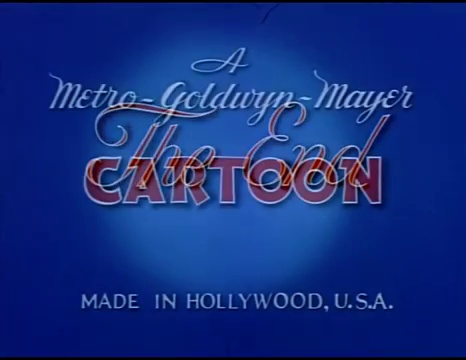 A
Metro-Goldwyn-Mayer
The End
CARTOON
MADE IN HOLLYWOOD, U.S.A.